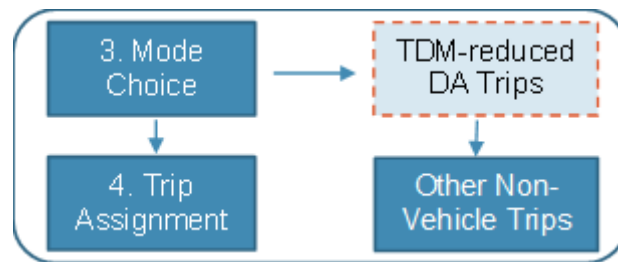 3. Mode
Choice
TDM-reduced
DA Trips
4. Trip
Assignment
Other Non-
Vehicle Trips